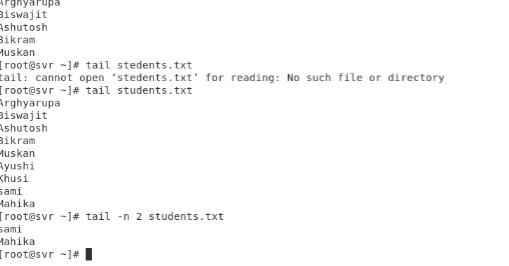 Arghyarupa
Biswajit
Ashutosh
Bikram
Muskan
[root@svr ~]# tail stedents.txt
tail: cannot open ‘stedents.txt’ for reading: No such file or directory
[root@svr ~]# tail students.txt
Arghyarupa
Biswajit
Ashutosh
Bikram
Muskan
Ayushi
Khusi
sami
Mahika
[root@svr ~]# tail -n 2 students.txt
sami
Mahika
[root@svr ~]#